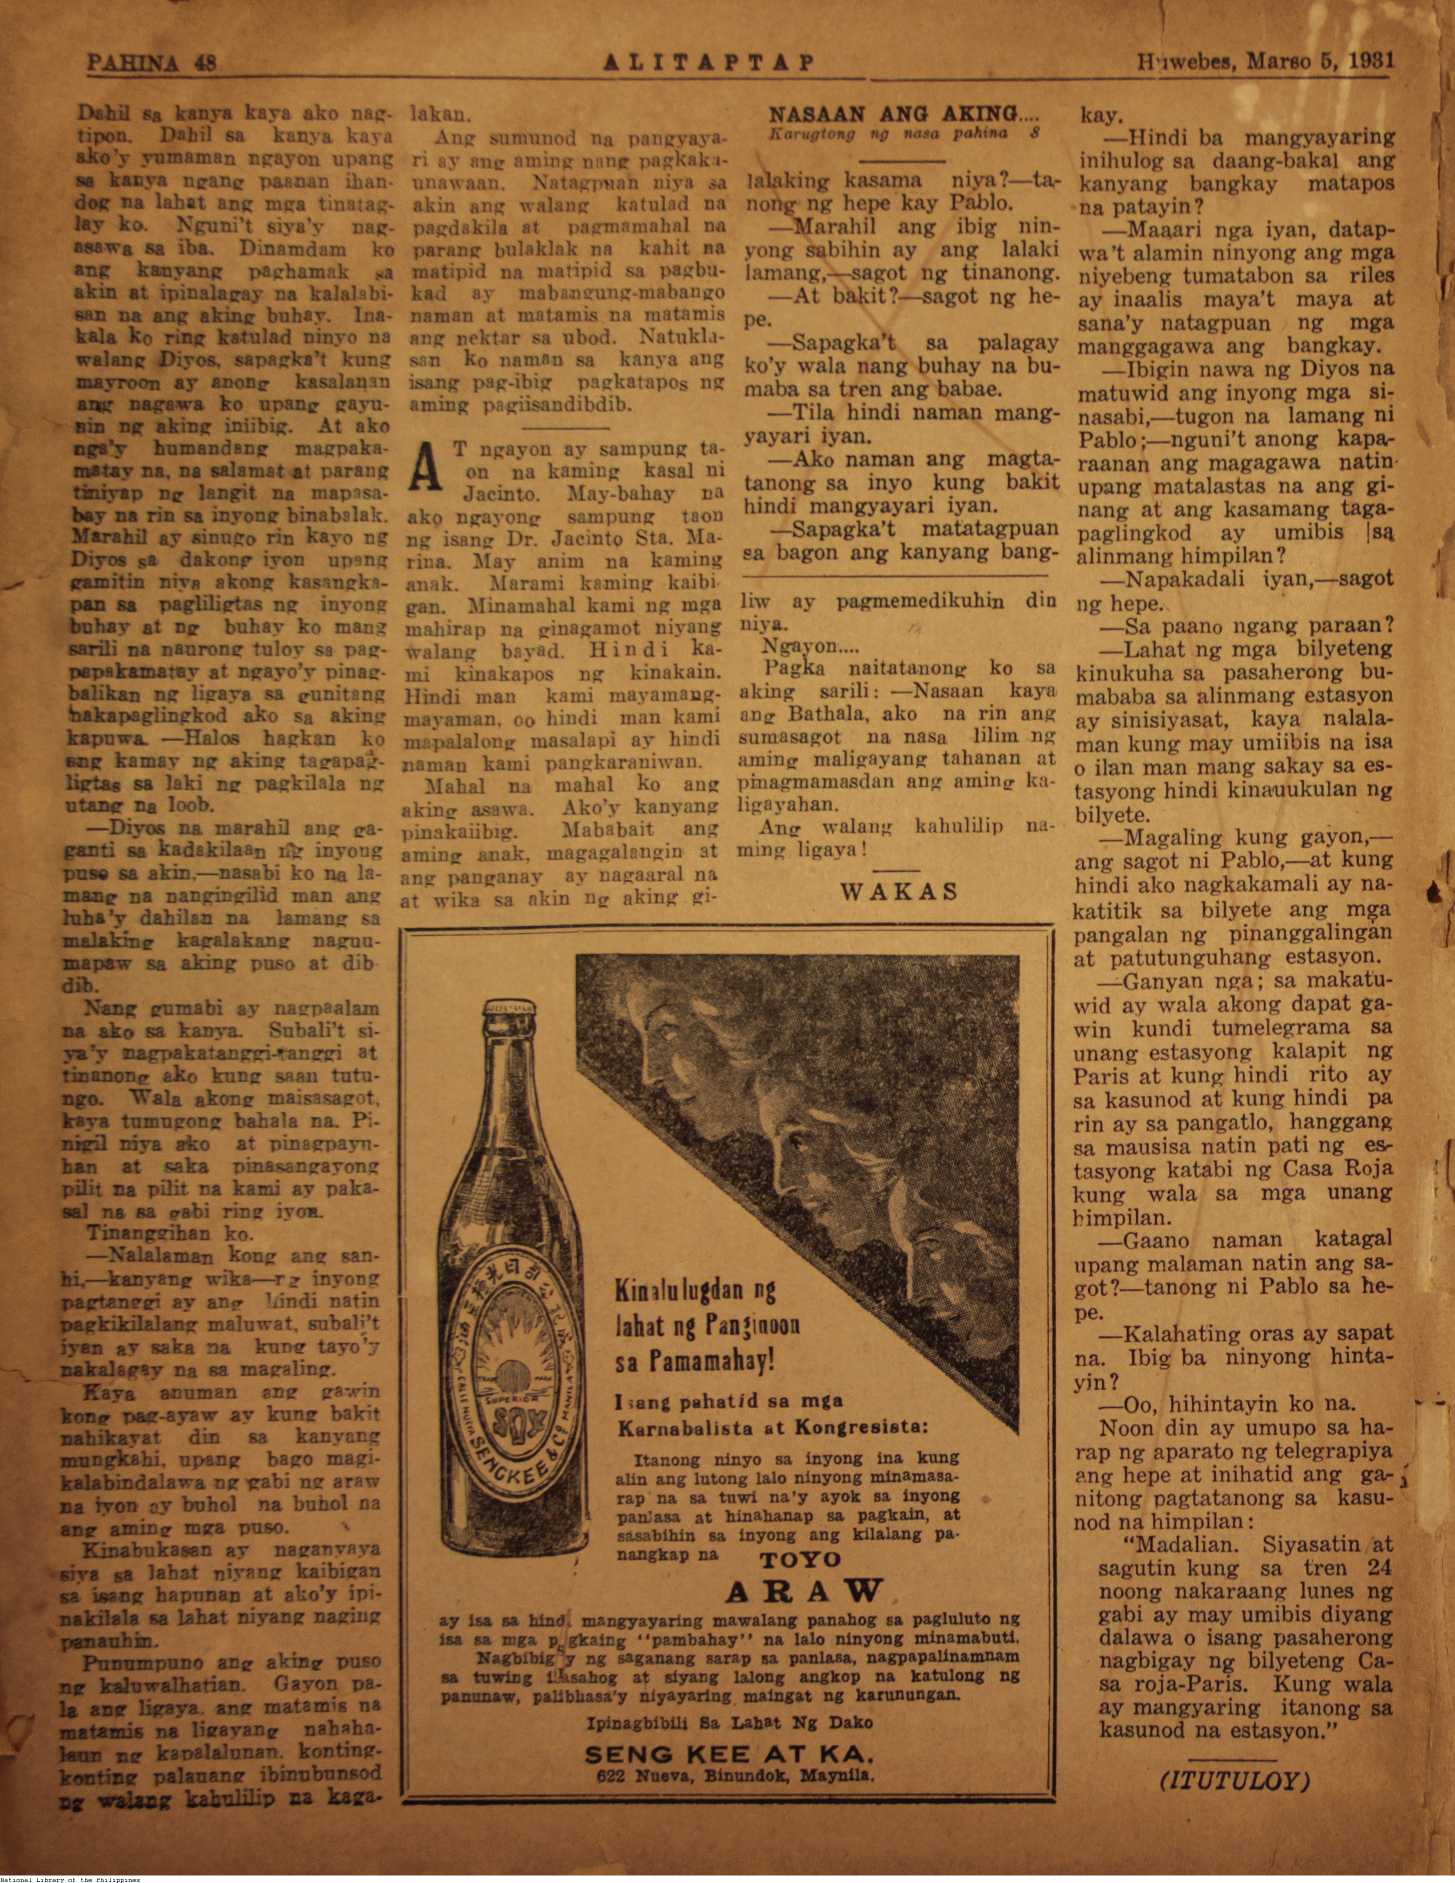 PAHINA 48
ALITAPTAP
Huwebes, Marso 5, 1931
Dahil sa kanya kaya ako nag-
tipon. Dahil sa kanya kaya
ako'y yumaman ngayon upang
sa kanya ngang paanan ihan-
dog na lahat ang mga tinatag-
lay ko. Nguni't siya'y nag-
asawa sa iba. Dinamdam ko
ang kanyang paghamak sa
akin at ipinalagay na kalalabi-
san na ang aking buhay. Ina-
kala ko ring katulad ninyo na
walang Diyos, sapagka't kung
mayroon ay anong kasalanan
ang nagawa ko upang gayu-
nin ng aking iniibig. At ako
nga'y humandang magpaka-
matay na, na salamat at parang
tiniyap ng langit na mapasa-
bay na rin sa inyong binabalak.
Marahil ay sinugo rin kayo ng
Diyos sa dakong iyon upang
gamitin niya akong kasangka-
pan sa pagliligtas ng inyong
buhay at ng buhay ko mang
sarili na naurong tuloy sa pag-
papakamatay at ngayo'y pinag-
balikan ng ligaya sa gunitang
nakapaglingkod ako sa aking
kapuwa. —Halos hagkan ko
ang kamay ng aking tagapag-
ligtas sa laki ng pagkilala ng
utang na loob.
—Diyos na marahil ang ga-
ganti sa kadakilaan ng inyong
puso sa akin,—nasabi ko na la-
mang na nangingilid man ang
luha'y dahilan na lamang sa
malaking kagalakang naguu-
mapaw sa aking puso at dib
dib.
Nang gumabi ay nagpaalam
na ako sa kanya. Subali't si-
ya'y nagpakatanggi-tanggi at
tinanong ako kung saan tutu-
ngo. Wala akong maisasagot,
kaya tumugong bahala na. Pi-
nigil niya ako at pinagpayu-
han at saka pinasangayong
pilit na pilit na kami ay paka-
sal na sa gabi ring iyon.
Tinanggihan ko.
—Nalalaman kong ang san-
hi,—kanyang wika—ng inyong
pagtanggi ay ang hindi natin
pagkikilalang maluwat, subali't
iyan ay saka na kung tayo'y
nakalagay na sa magaling.
Kaya anuman ang gawin
kong pag-ayaw ay kung bakit
nahikayat din sa kanyang
mungkahi, upang bago magi-
kalabindalawa ng gabi ng araw
na iyon ay buhol na buhol na
ang aming mga puso.
Kinabukasan ay naganyaya
siya sa lahat niyang kaibigan
sa isang hapunan at ako'y ipi-
nakilala sa lahat niyang naging
panauhin.
Punumpuno ang aking puso
ng kaluwalhatian. Gayon pa-
la ang ligaya, ang matamis na
matamis na ligayang nahaha-
laun ng kapalalunan, konting-
konting palauang ibinubunsod
ng walang kahulilip na kaga-
lakan.
Ang sumunod na pangyaya-
ri ay ang aming nang pagkaka-
unawaan. Natagpuan niya sa
akin ang walang katulad na
pagdakila at pagmamahal na
parang bulaklak na kahit na
matipid na matipid sa pagbu-
kad ay mabangung-mabango
naman at matamis na matamis
ang nektar sa ubod. Natukla-
san ko naman sa kanya ang
isang pag-ibig pagkatapos ng
aming pagiisandibdib.
AT ngayon ay sampung ta-
on na kaming kasal ni
Jacinto. May-bahay na
ako ngayong sampung taon
ng isang Dr. Jacinto Sta. Ma-
rina. May anim na kaming
anak. Marami kaming kaibi
gan. Minamahal kami ng mga
mahirap na ginagamot niyang
walang bayad. Hindi ka-
mi kinakapos ng kinakain.
Hindi man kami mayamang-
mayaman, oo hindi man kami
mapalalong masalapi ay hindi
naman kami pangkaraniwan.
Mahal na mahal ko ang
aking asawa. Ako'y kanyang
pinakaiibig. Mababait ang
aming anak, magagalangin at
ang panganay ay nagaaral na
at wika sa akin ng aking gi-
liw ay pagmemedikuhin din
niya.
Ngayon....
Pagka naitatanong ko sa
aking sarili: —Nasaan kaya
ang Bathala, ako na rin ang
sumasagot na nasa lilim ng
aming maligayang tahanan at
pinagmamasdan ang aming ka-
ligayahan.
Ang walang kahulilip na-
ming ligaya!
WAKAS
NASAAN ANG AKING....
Karugtong ng nasa pahina 8
lalaking kasama niya?—ta-
nong ng hepe kay Pablo.
—Marahil ang ibig nin-
yong sabihin ay ang lalaki
lamang,—sagot ng tinanong.
—At bakit?—sagot ng he-
pe.
—Sapagka't sa palagay
ko'y wala nang buhay na bu-
maba sa tren ang babae.
—Tila hindi naman mang-
yayari iyan.
—Ako naman ang magta-
tanong sa inyo kung bakit
hindi mangyayari iyan.
—Sapagka't matatagpuan
sa bagon ang kanyang bang-
kay.
—Hindi ba mangyayaring
inihulog sa daang-bakal ang
kanyang bangkay matapos
na patayin?
—Maaari nga iyan, datap-
wa't alamin ninyong ang mga
niyebeng tumatabon sa riles
ay inaalis maya't maya at
sana'y natagpuan ng mga
manggagawa ang bangkay.
—Ibigin nawa ng Diyos na
matuwid ang inyong mga si-
nasabi,—tugon na lamang ni
Pablo;—nguni't anong kapa-
raanan ang magagawa natin
upang matalastas na ang gi-
nang at ang kasamang taga-
paglingkod ay umibis sa
alinmang himpilan?
—Napakadali iyan,—sagot
ng hepe.
—Sa paano ngang paraan?
—Lahat ng mga bilyeteng
kinukuha sa pasaherong bu-
mababa sa alinmang estasyon
ay sinisiyasat, kaya nalala-
man kung may umiibis na isa
o ilan man mang sakay sa es-
tasyong hindi kinauukulan ng
bilyete.
—Magaling kung gayon,—
ang sagot ni Pablo,—at kung
hindi ako nagkakamali ay na-
katitik sa bilyete ang mga
pangalan ng pinanggalingan
at patutunguhang estasyon.
—Ganyan nga; sa makatu-
wid ay wala akong dapat ga-
win kundi tumelegrama sa
unang estasyong kalapit ng
Paris at kung hindi rito ay
sa kasunod at kung hindi pa
rin ay sa pangatlo, hanggang
sa mausisa natin pati ng es-
tasyong katabi ng Casa Roja
kung wala sa mga unang
himpilan.
—Gaano naman katagal
upang malaman natin ang sa-
got?—tanong ni Pablo sa he-
pe.
—Kalahating oras ay sapat
na. Ibig ba ninyong hinta-
yin?
—Oo, hihintayin ko na.
Noon din ay umupo sa ha-
rap ng aparato ng telegrapiya
ang hepe at inihatid ang ga-
nitong pagtatanong sa kasu-
nod na himpilan:
"Madalian. Siyasatin at
sagutin kung sa tren 24
noong nakaraang lunes ng
gabi ay may umibis diyang
dalawa o isang pasaherong
nagbigay ng bilyeteng Ca-
sa roja-Paris. Kung wala
ay mangyaring itanong sa
kasunod na estasyon."
(ITUTULOY)
TRADE MARK
SUPERIOR
SOY
SENGKEE & Co.
MANILA
CALLE NUEVA
Kinalulugdan ng
lahat ng Panginoon
sa Pamamahay!
Isang pahatid sa mga
Karnabalista at Kongresista:
Itanong ninyo sa inyong ina kung
alin ang lutong lalo ninyong minamasa-
rap na sa tuwi na'y ayok sa inyong
panlasa at hinahanap sa pagkain, at
sasabihin sa inyong ang kilalang pa-
nangkap na TOYO
ARAW
ay isa sa hindi mangyayaring mawalang panahog sa pagluluto ng
isa sa mga pagkaing "pambahay" na lalo ninyong minamabuti.
Nagbibigay ng saganang sarap sa panlasa, nagpapalinamnam
sa tuwing ilasahog at siyang lalong angkop na katulong ng
panunaw, palibhasa'y niyayaring maingat ng karunungan.
Ipinagbibili Sa Lahat Ng Dako
SENG KEE AT KA.
622 Nueva, Binundok, Maynila.
National Library of the Philippines